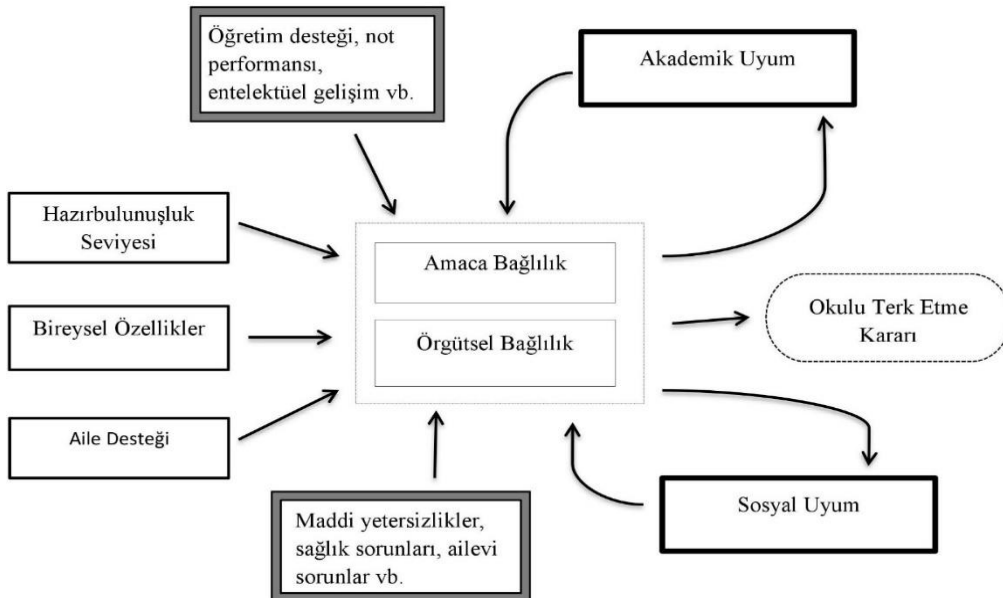 Öğretim desteği, not
performansı,
entelektüel gelişim vb.
Akademik Uyum
Hazırbulunuşluk
Seviyesi
Amaca Bağlılık
Bireysel Özellikler
Örgütsel Bağlılık
Okulu Terk Etme
Kararı
Aile Desteği
Maddi yetersizlikler,
sağlık sorunları, ailevi
sorunlar vb.
Sosyal Uyum